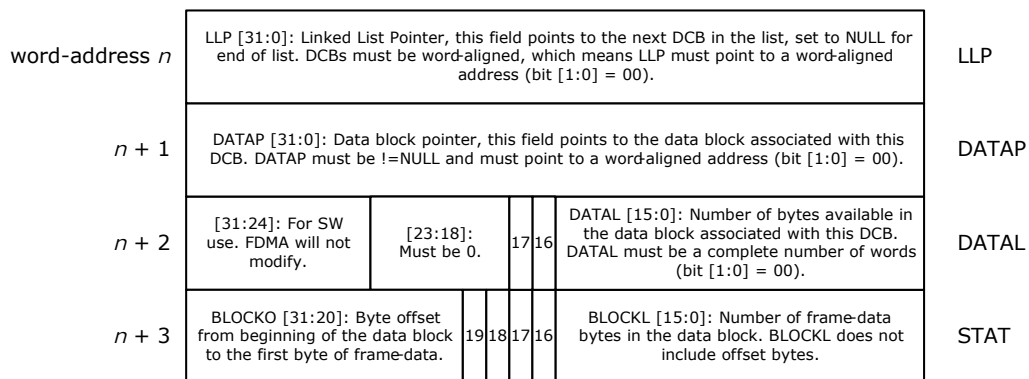 LLP [31:0]: Linked List Pointer, this field points to the next DCB in the list, set to NULL for
end of list. DCBs must be word-aligned, which means LLP must point to a word-aligned
address (bit [1:0] = 00).
word-address n
LLP
DATAP [31:0]: Data block pointer, this field points to the data block associated with this
DCB. DATAP must be !=NULL and must point to a word-aligned address (bit [1:0] = 00).
n + 1
DATAP
[31:24]: For SW
use. FDMA will not
modify.
[23:18]:
Must be 0.
17
16
DATAL [15:0]: Number of bytes available in
the data block associated with this DCB.
DATAL must be a complete number of words
(bit [1:0] = 00).
n + 2
DATAL
BLOCKO [31:20]: Byte offset
from beginning of the data block
to the first byte of frame-data.
19
18
17
16
BLOCKL [15:0]: Number of frame-data
bytes in the data block. BLOCKL does not
include offset bytes.
n + 3
STAT